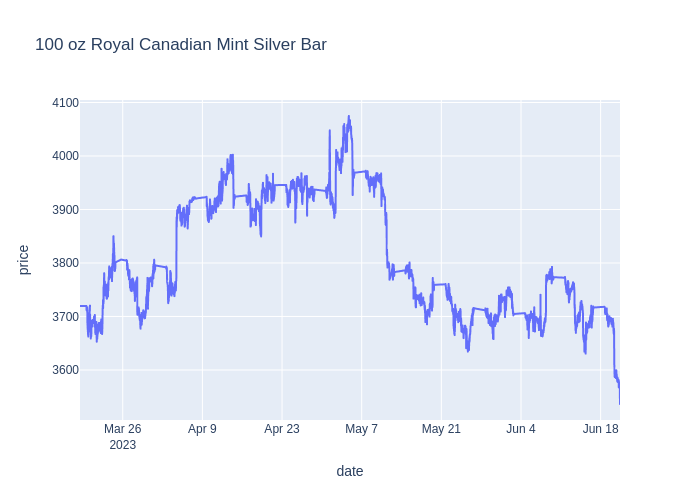 100 oz Royal Canadian Mint Silver Bar
4100
4000
3900
3800
3700
3600
price
Mar 26
2023
Apr 9
Apr 23
May 7
May 21
Jun 4
Jun 18
date